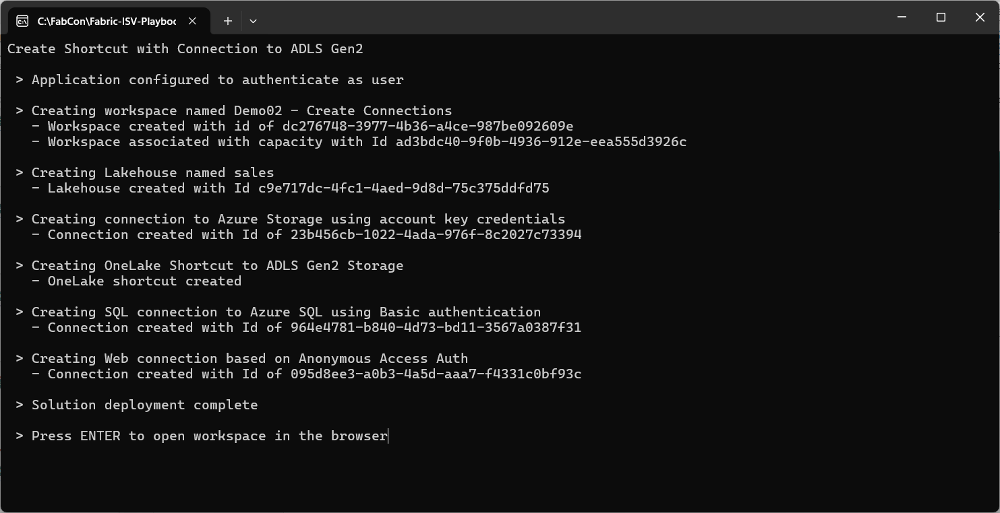 C:\FabCon\Fabric-ISV-Playboo
Create Shortcut with Connection to ADLS Gen2
> Application configured to authenticate as user
> Creating workspace named Demo02 - Create Connections
- Workspace created with id of dc276748-3977-4b36-a4ce-987be092609e
- Workspace associated with capacity with Id ad3bdc40-9f0b-4936-912e-eea555d3926c
> Creating Lakehouse named sales
- Lakehouse created with Id c9e717dc-4fc1-4aed-9d8d-75c375ddfd75
> Creating connection to Azure Storage using account key credentials
- Connection created with Id of 23b456cb-1022-4ada-976f-8c2027c73394
> Creating OneLake Shortcut to ADLS Gen2 Storage
- OneLake shortcut created
> Creating SQL connection to Azure SQL using Basic authentication
- Connection created with Id of 964e4781-b840-4d73-bd11-3567a0387f31
> Creating Web connection based on Anonymous Access Auth
- Connection created with Id of 095d8ee3-a0b3-4a5d-aaa7-f4331c0bf93c
> Solution deployment complete
> Press ENTER to open workspace in the browser